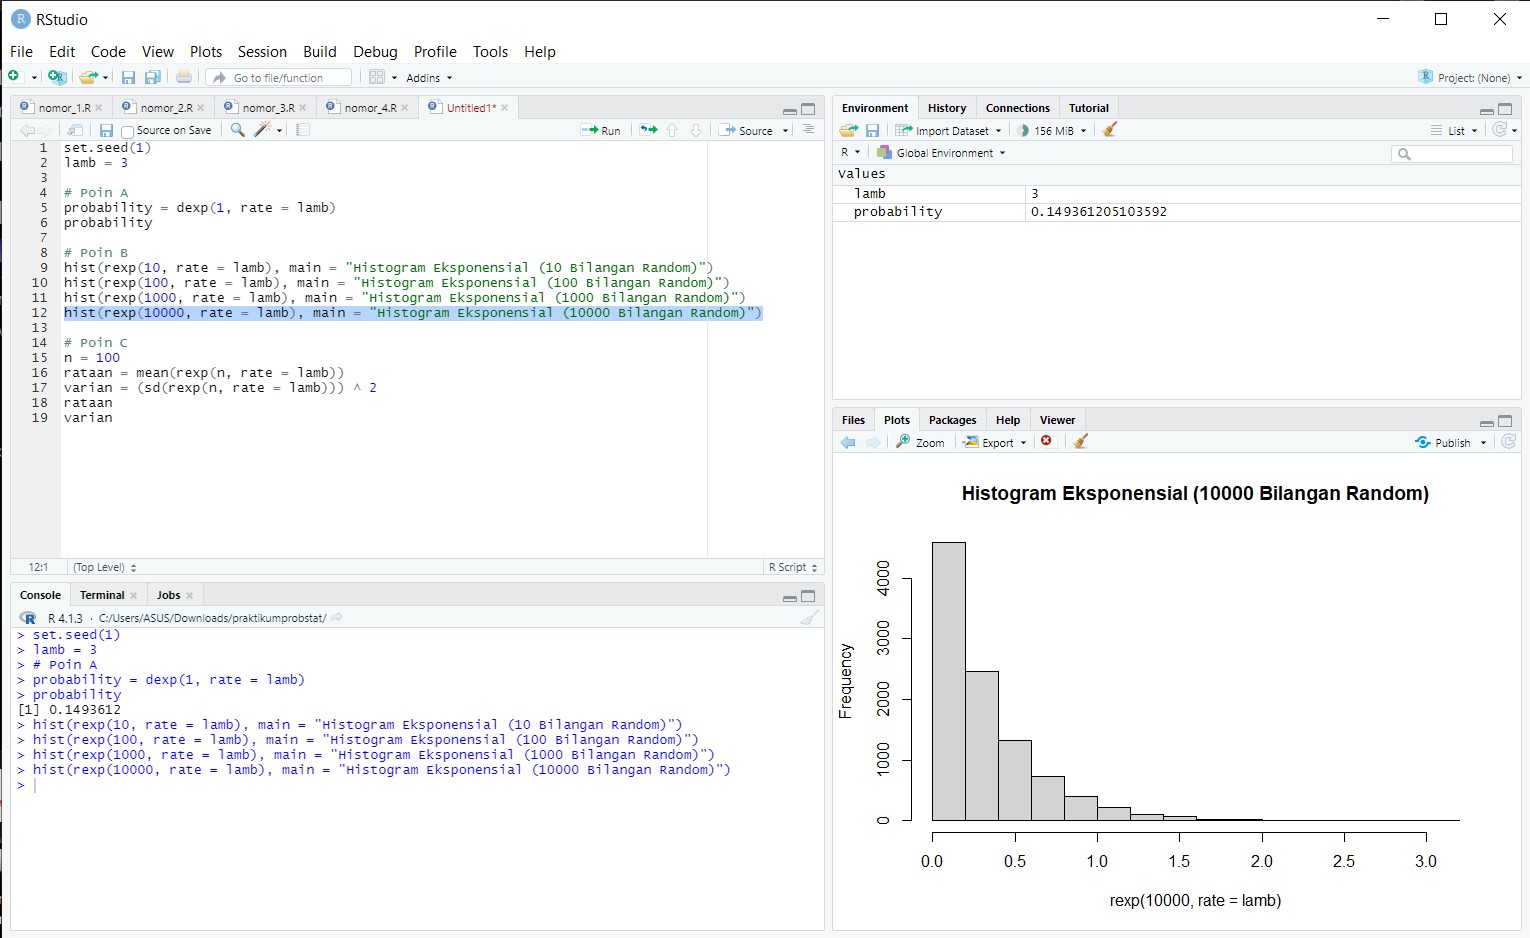 RStudio
File Edit Code View Plots Session Build Debug Profile Tools Help
Go to file/function Addins Project: (None)
nomor_1.R nomor_2.R nomor_3.R nomor_4.R Untitled1*
Source on Save Run Source
1 set.seed(1)
2 lamb = 3
3
4 # Poin A
5 probability = dexp(1, rate = lamb)
6 probability
7
8 # Poin B
9 hist(rexp(10, rate = lamb), main = "Histogram Eksponensial (10 Bilangan Random)")
10 hist(rexp(100, rate = lamb), main = "Histogram Eksponensial (100 Bilangan Random)")
11 hist(rexp(1000, rate = lamb), main = "Histogram Eksponensial (1000 Bilangan Random)")
12 hist(rexp(10000, rate = lamb), main = "Histogram Eksponensial (10000 Bilangan Random)")
13
14 # Poin C
15 n = 100
16 rataan = mean(rexp(n, rate = lamb))
17 varian = (sd(rexp(n, rate = lamb))) ^ 2
18 rataan
19 varian
12:1 (Top Level) R Script
Console Terminal Jobs
R 4.1.3 · C:/Users/ASUS/Downloads/praktikumprobstat/
> set.seed(1)
> lamb = 3
> # Poin A
> probability = dexp(1, rate = lamb)
> probability
[1] 0.1493612
> hist(rexp(10, rate = lamb), main = "Histogram Eksponensial (10 Bilangan Random)")
> hist(rexp(100, rate = lamb), main = "Histogram Eksponensial (100 Bilangan Random)")
> hist(rexp(1000, rate = lamb), main = "Histogram Eksponensial (1000 Bilangan Random)")
> hist(rexp(10000, rate = lamb), main = "Histogram Eksponensial (10000 Bilangan Random)")
>
Environment History Connections Tutorial
Import Dataset 156 MiB List
R Global Environment
Values
lamb 3
probability 0.149361205103592
Files Plots Packages Help Viewer
Zoom Export Publish
Histogram Eksponensial (10000 Bilangan Random)
Frequency
4000
3000
2000
1000
0
0.0 0.5 1.0 1.5 2.0 2.5 3.0
rexp(10000, rate = lamb)